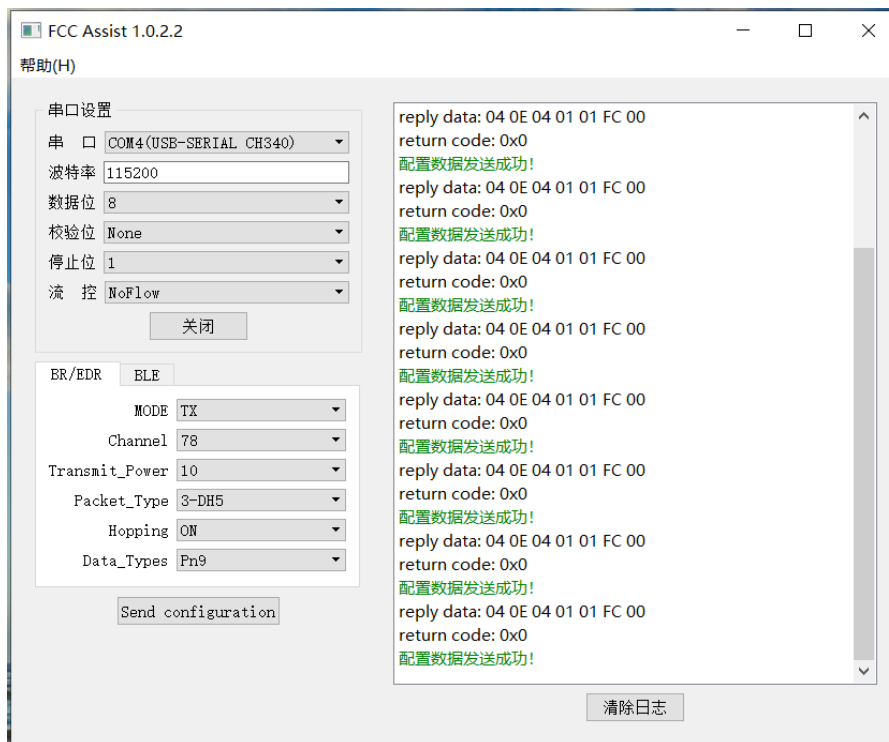 FCC Assist 1.0.2.2
帮助(H)
串口设置
串 口 COM4(USB-SERIAL CH340)
波特率 115200
数据位 8
校验位 None
停止位 1
流 控 NoFlow
关闭
BR/EDR BLE
MODE TX
Channel 78
Transmit_Power 10
Packet_Type 3-DH5
Hopping ON
Data_Types Pn9
Send configuration
reply data: 04 0E 04 01 01 FC 00
return code: 0x0
配置数据发送成功!
reply data: 04 0E 04 01 01 FC 00
return code: 0x0
配置数据发送成功!
reply data: 04 0E 04 01 01 FC 00
return code: 0x0
配置数据发送成功!
reply data: 04 0E 04 01 01 FC 00
return code: 0x0
配置数据发送成功!
reply data: 04 0E 04 01 01 FC 00
return code: 0x0
配置数据发送成功!
reply data: 04 0E 04 01 01 FC 00
return code: 0x0
配置数据发送成功!
reply data: 04 0E 04 01 01 FC 00
return code: 0x0
配置数据发送成功!
reply data: 04 0E 04 01 01 FC 00
return code: 0x0
配置数据发送成功!
清除日志